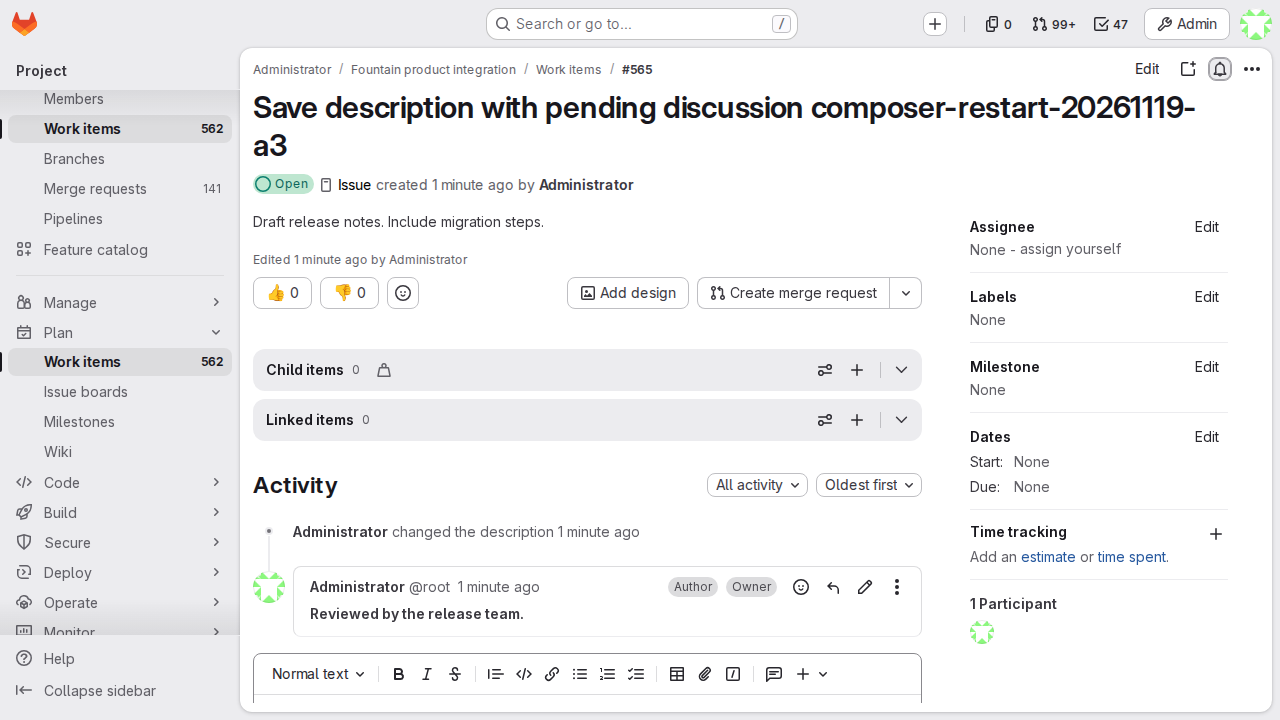 Search or go to...
/
0
99+
47
Admin
Project
Members
Work items 562
Branches
Merge requests 141
Pipelines
Feature catalog
Manage
Plan
Work items 562
Issue boards
Milestones
Wiki
Code
Build
Secure
Deploy
Operate
Monitor
Help
Collapse sidebar
Administrator / Fountain product integration / Work items / #565
Edit
Save description with pending discussion composer-restart-20261119-
a3
Open Issue created 1 minute ago by Administrator
Draft release notes. Include migration steps.
Edited 1 minute ago by Administrator
👍 0 👎 0
Add design
Create merge request
Child items 0
Linked items 0
Activity
All activity
Oldest first
Administrator changed the description 1 minute ago
Administrator @root 1 minute ago Author Owner
Reviewed by the release team.
Normal text
Assignee Edit
None - assign yourself
Labels Edit
None
Milestone Edit
None
Dates Edit
Start: None
Due: None
Time tracking
Add an estimate or time spent.
1 Participant